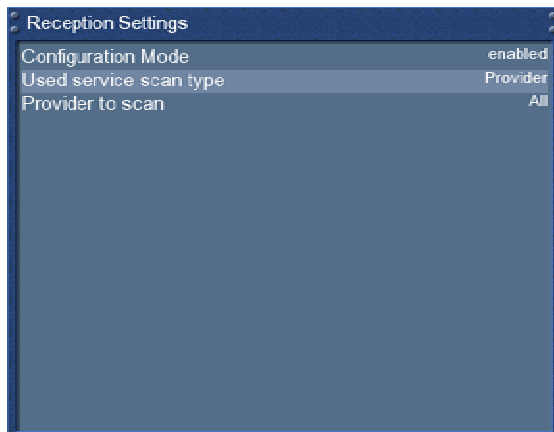 Reception Settings
Configuration Mode enabled
Used service scan type Provider
Provider to scan All